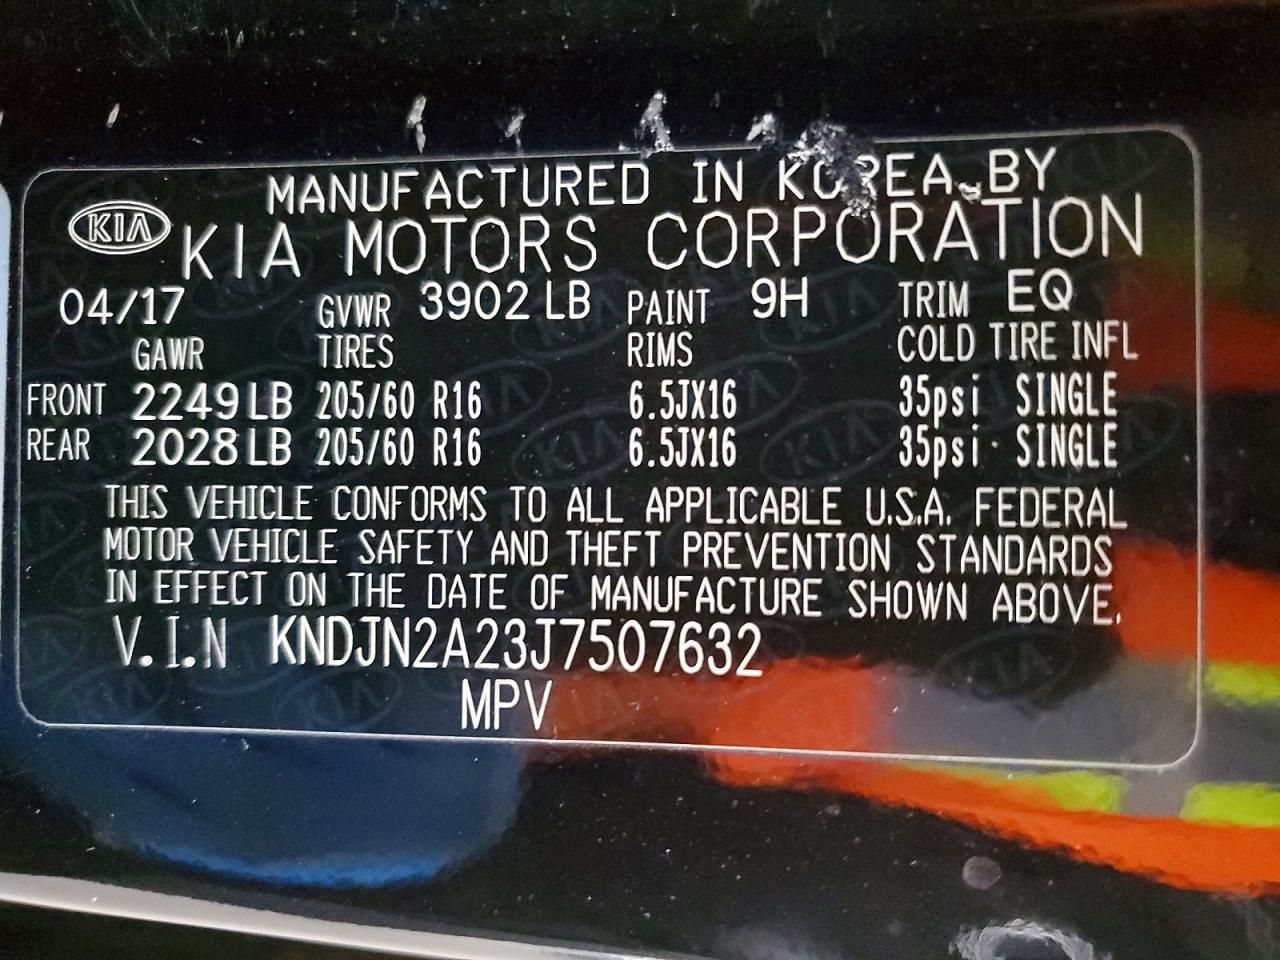 MANUFACTURED IN KOREA BY
KIA KIA MOTORS CORPORATION
04/17 GVWR 3902 LB PAINT 9H TRIM EQ
GAWR TIRES RIMS COLD TIRE INFL
FRONT 2249 LB 205/60 R16 6.5JX16 35psi SINGLE
REAR 2028 LB 205/60 R16 6.5JX16 35psi SINGLE
THIS VEHICLE CONFORMS TO ALL APPLICABLE U.S.A. FEDERAL
MOTOR VEHICLE SAFETY AND THEFT PREVENTION STANDARDS
IN EFFECT ON THE DATE OF MANUFACTURE SHOWN ABOVE.
V.I.N KNDJN2A23J7507632
MPV